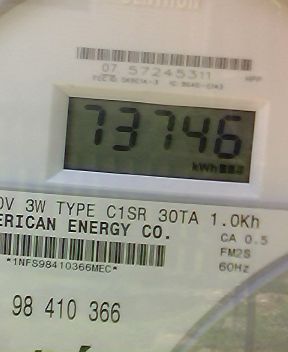 07 57245311
73746
kWh
0V 3W TYPE C1SR 30TA 1.0Kh
ERICAN ENERGY CO.
CA 0.5
FM2S
*1NFS98410366MEC*
60Hz
98 410 366